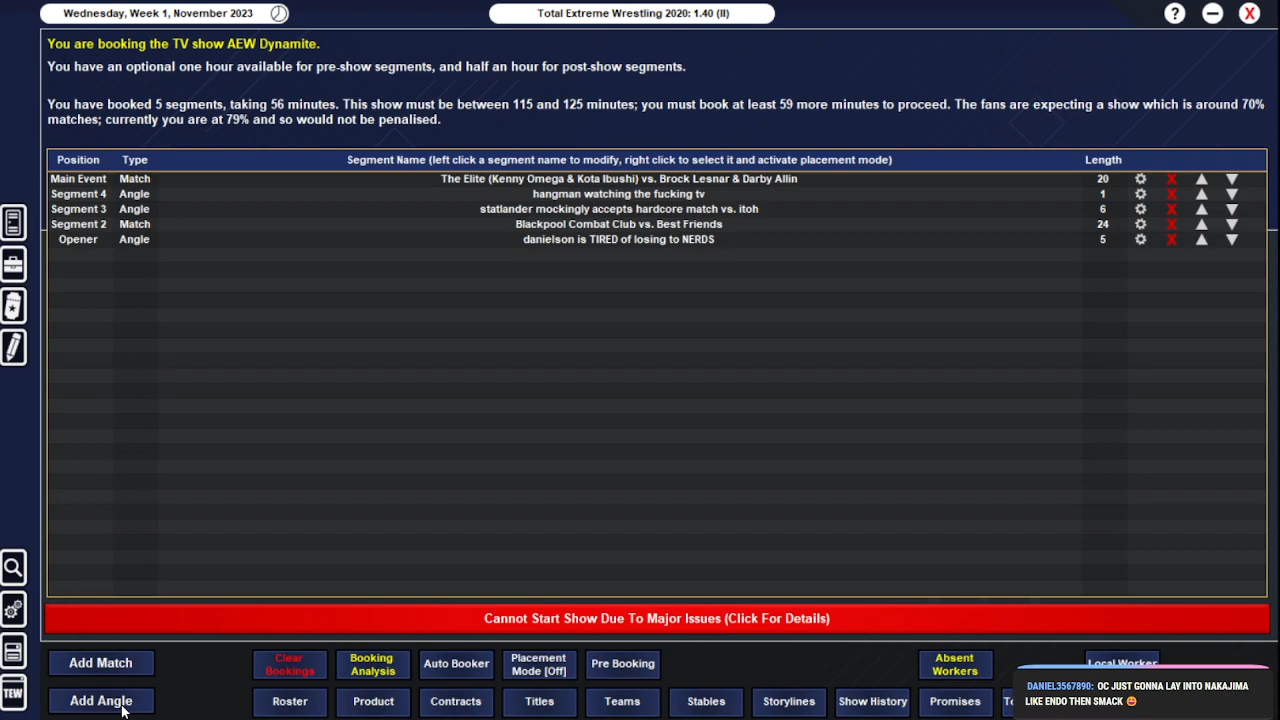 Wednesday, Week 1, November 2023
Total Extreme Wrestling 2020: 1.40 (II)
?
X
You are booking the TV show AEW Dynamite.
You have an optional one hour available for pre-show segments, and half an hour for post-show segments.
You have booked 5 segments, taking 56 minutes. This show must be between 115 and 125 minutes; you must book at least 59 more minutes to proceed. The fans are expecting a show which is around 70%
matches; currently you are at 79% and so would not be penalised.
Position Type Segment Name (left click a segment name to modify, right click to select it and activate placement mode) Length
Main Event Match The Elite (Kenny Omega & Kota Ibushi) vs. Brock Lesnar & Darby Allin 20 X
Segment 4 Angle hangman watching the fucking tv 1 X
Segment 3 Angle statlander mockingly accepts hardcore match vs. itoh 6 X
Segment 2 Match Blackpool Combat Club vs. Best Friends 24 X
Opener Angle danielson is TIRED of losing to NERDS 5 X
Cannot Start Show Due To Major Issues (Click For Details)
Add Match
Clear Bookings
Booking Analysis
Auto Booker
Placement Mode [Off]
Pre Booking
Absent Workers
Local Worker
TEW
Add Angle
Roster
Product
Contracts
Titles
Teams
Stables
Storylines
Show History
Promises
DANIEL3567890: OC JUST GONNA LAY INTO NAKAJIMA
LIKE ENDO THEN SMACK 😛